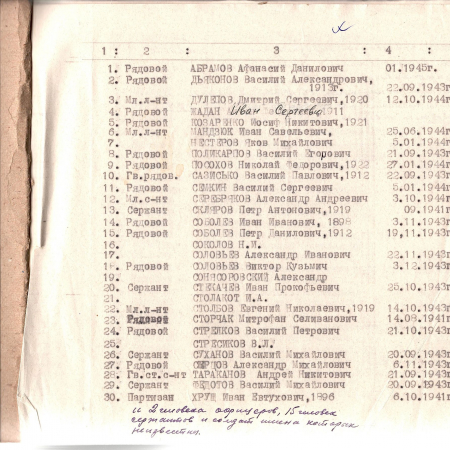 1 : 2 : 3 : 4 :
1. Рядовой АБРАМОВ Афанасий Данилович 01.1945г.
2. Рядовой ДЬЯКОНОВ Василий Александрович,
1913г. 22.09.1943г
3. Мл.л-нт ДУЛЕПОВ Дмитрий Сергеевич,1920 12.10.1944г
4. Рядовой ЖАДАН Иван Сергеевич 1911
5. Рядовой КОЗАРЯКОВ Иосиф Никитович,1921
6. Мл.л-нт МАНДЗЮК Иван Савельевич, 25.06.1944г
7. НЕСТЕРОВ Яков Михайлович 5.01.1944г
8. Рядовой ПОЛИКАРПОВ Василий Егорович 21.09.1943г
9. Рядовой ПОСОХОВ Николай Федорович,1922 27.01.1944г
10. Гв.рядов. САЗИСЬКО Василий Павлович,1912 22.09.1943г
11. Рядовой СЕМКИН Василий Сергеевич 5.01.1944г
12. Мл.с-нт СЕРЕБРЯКОВ Александр Андреевич 3.10.1944г
13. Сержант СКЛЯРОВ Петр Антонович,1919 09.1941г
14. Рядовой СОБОЛЕВ Иван Иванович, 1898 3.11.1943г
15. Рядовой СОБОЛЕВ Петр Данилович,1912 19,11.1943г
16. СОКОЛОВ Н.И.
17. СОЛОВЬЕВ Александр Иванович 22.11.1943г
18. Рядовой СОЛОВЬЕВ Виктор Кузьмич 3.12.1943г
19. Александр
20. Сержант СТЕКАЧЕВ Иван Прокофьевич 25.10.1943г
21. СТОЛАКОТ И.А.
22. Мл.л-нт СТОЛБОВ Евгений Николаевич,1919 14.10.1943г
23. Рядовой СТОРЧАК Митрофан Селиванович 14.08.1941г
24. Рядовой СТРЕЛКОВ Василий Петрович 21.10.1943г
25. СТРЕСИКОВ В.Л.
26. Сержант СУХАНОВ Василий Михайлович 20.09.1943г
27. Рядовой СЫРЦОВ Александр Михайлович 6.11.1943г
28. Гв.ст.с-нт ТАРАКАНОВ Андрей Никитович 21.09.1943г
29. Сержант ФЕДОТОВ Василий Михайлович 20.09.1943г
30. Партизан ХРУЩ Иван Евтухович,1896 6.10.1941г
и 2 человека офицеров, 15 человек
сержантов и солдат имена которых
неизвестны.